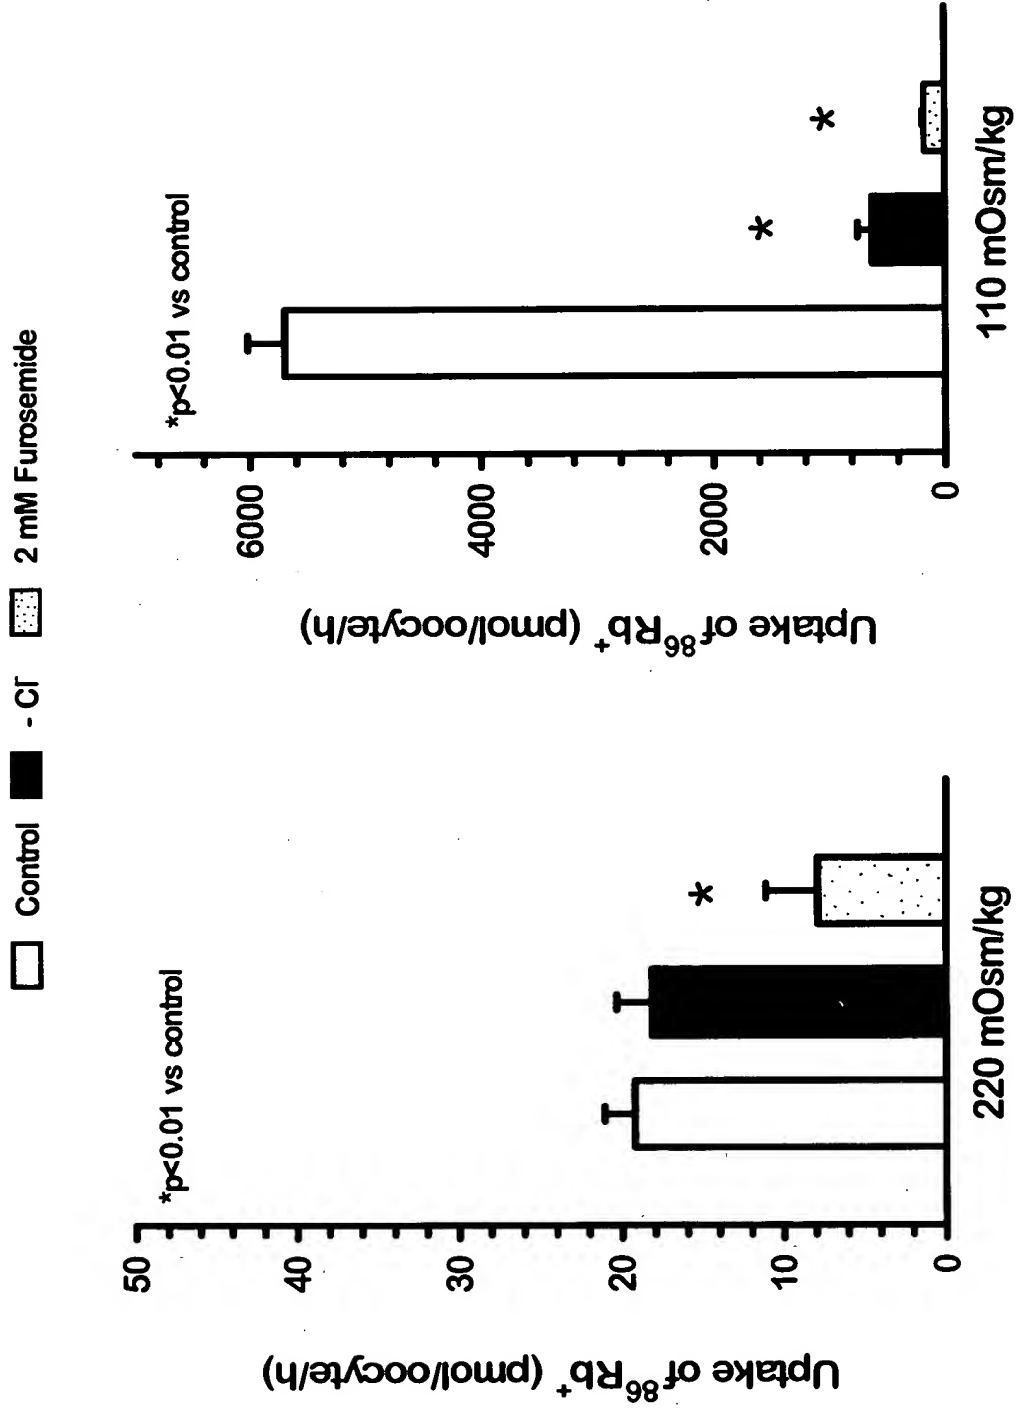 Control - Cl⁻ 2 mM Furosemide
*p<0.01 vs control
50
40
30
20
10
0
Uptake of ⁸⁶Rb⁺ (pmol/oocyte/h)
220 mOsm/kg
*p<0.01 vs control
6000
4000
2000
0
Uptake of ⁸⁶Rb⁺ (pmol/oocyte/h)
110 mOsm/kg
*
*
*